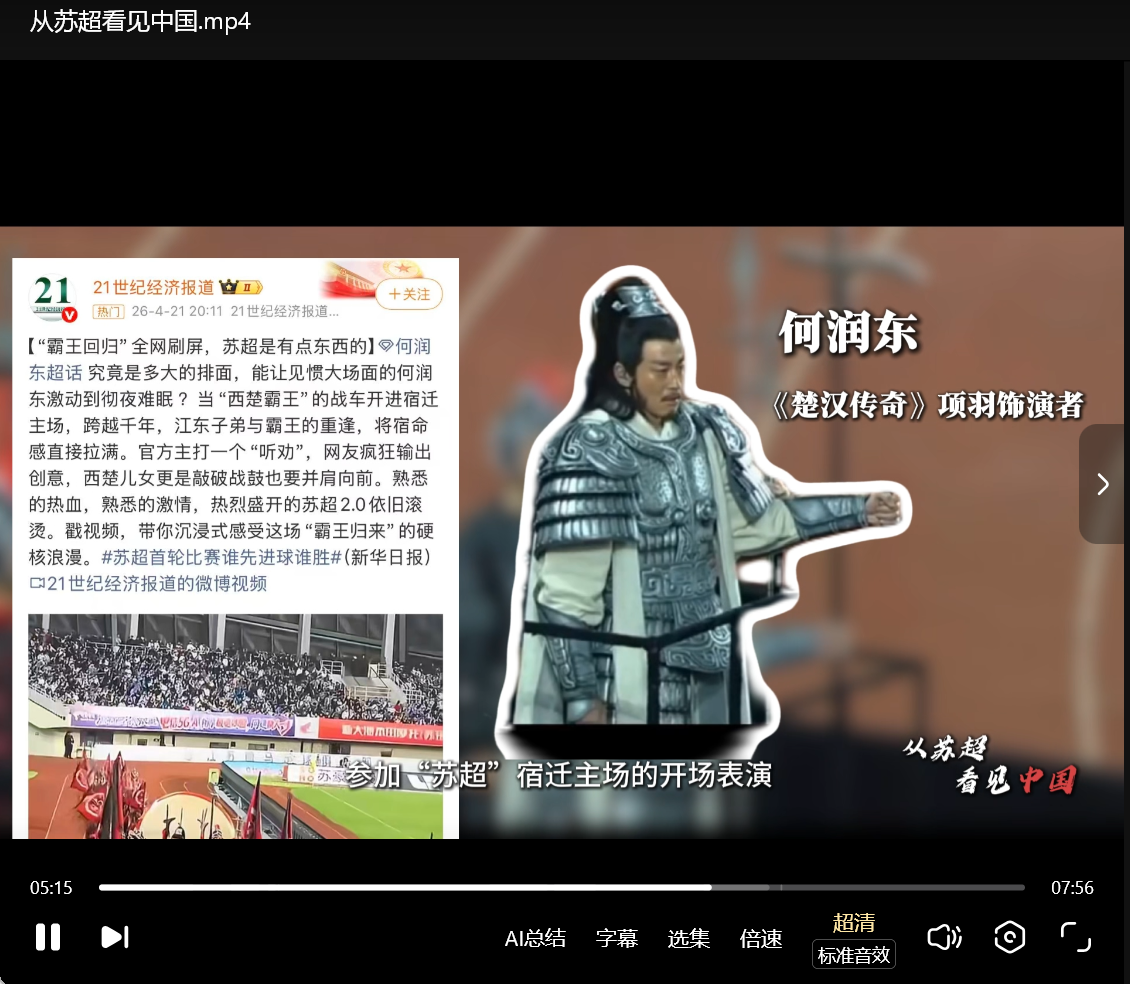 从苏超看见中国.mp4
21
21世纪经济报道
II
+关注
热门 26-4-21 20:11 21世纪经济报道...
【“霸王回归” 全网刷屏，苏超是有点东西的】何润
东超话 究竟是多大的排面，能让见惯大场面的何润
东激动到彻夜难眠？ 当 “西楚霸王” 的战车开进宿迁
主场，跨越千年，江东子弟与霸王的重逢，将宿命
感直接拉满。官方主打一个 “听劝”，网友疯狂输出
创意，西楚儿女更是敲破战鼓也要并肩向前。熟悉
的热血，熟悉的激情，热烈盛开的苏超2.0依旧滚
烫。戳视频，带你沉浸式感受这场 “霸王归来” 的硬
核浪漫。#苏超首轮比赛谁先进球谁胜#（新华日报）
21世纪经济报道的微博视频
何润东
《楚汉传奇》项羽饰演者
参加 “苏超” 宿迁主场的开场表演
从苏超
看见中国
05:15
07:56
AI总结 字幕 选集 倍速 超清
标准音效